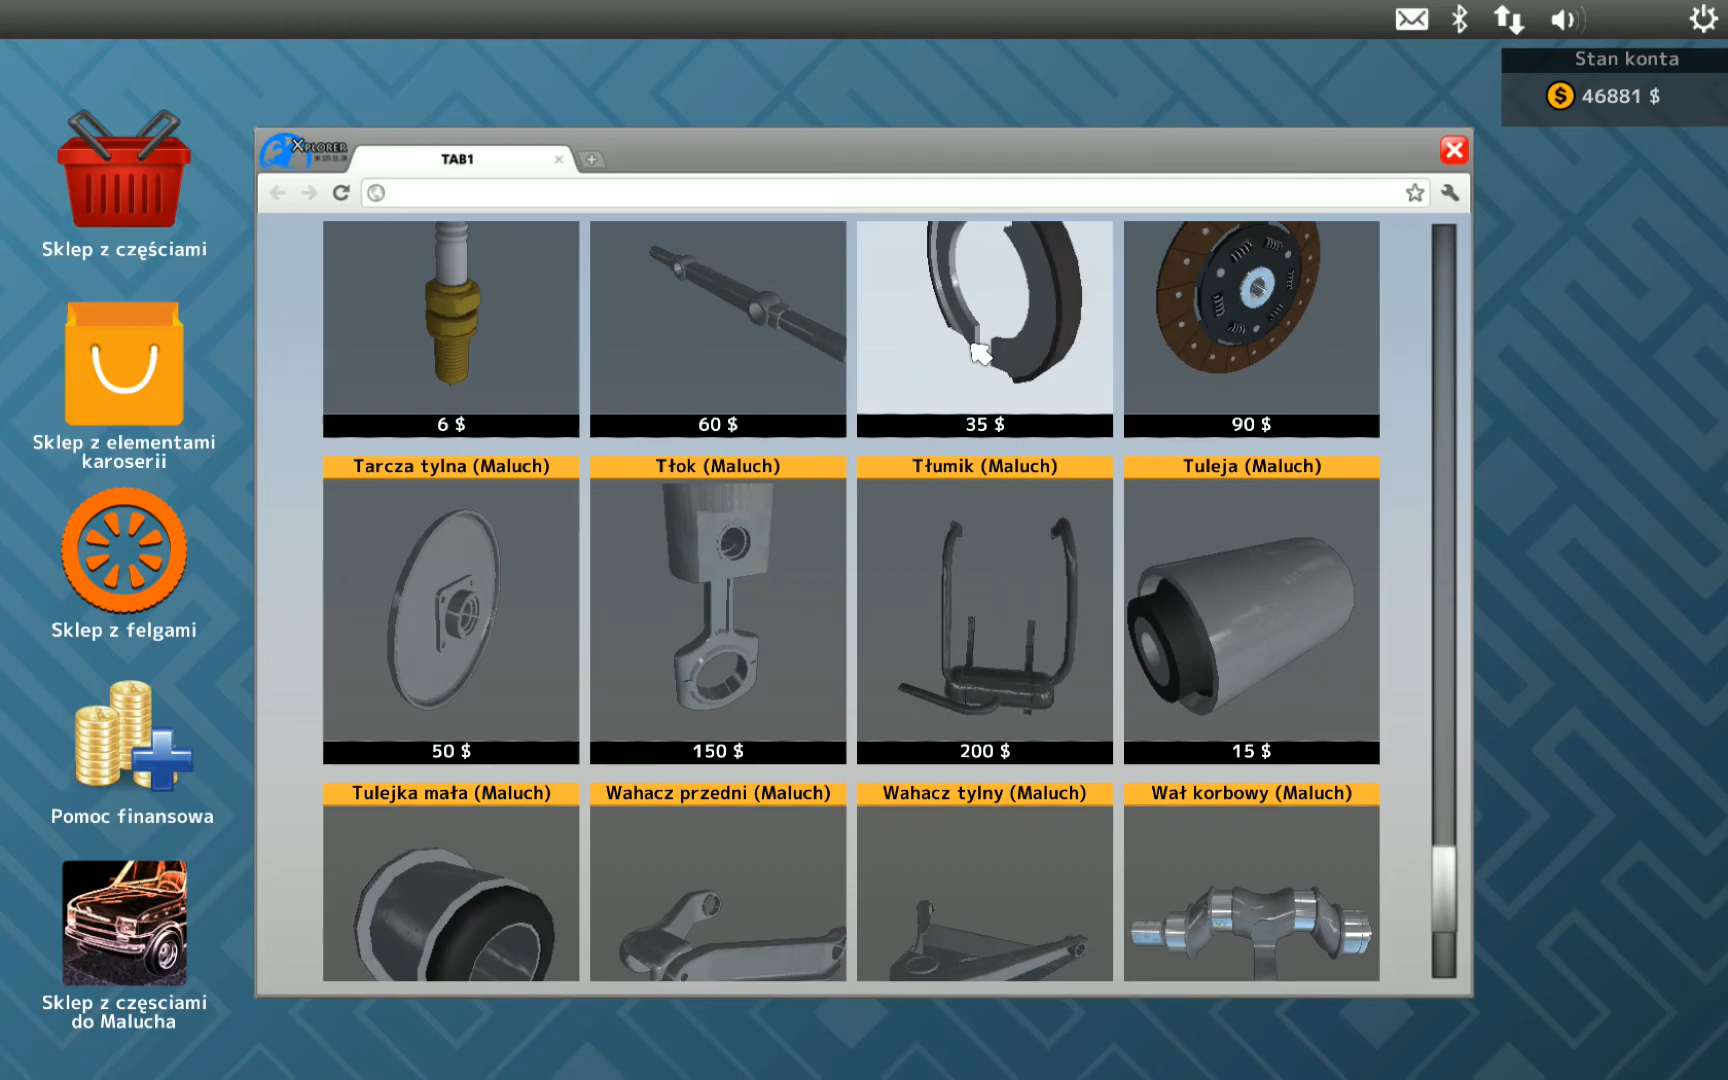 Stan konta
46881 $
XPLORER
TAB1
Sklep z częściami
Sklep z elementami
karoserii
Sklep z felgami
Pomoc finansowa
Sklep z częsciami
do Malucha
6 $
60 $
35 $
90 $
Tarcza tylna (Maluch)
Tłok (Maluch)
Tłumik (Maluch)
Tuleja (Maluch)
50 $
150 $
200 $
15 $
Tulejka mała (Maluch)
Wahacz przedni (Maluch)
Wahacz tylny (Maluch)
Wał korbowy (Maluch)